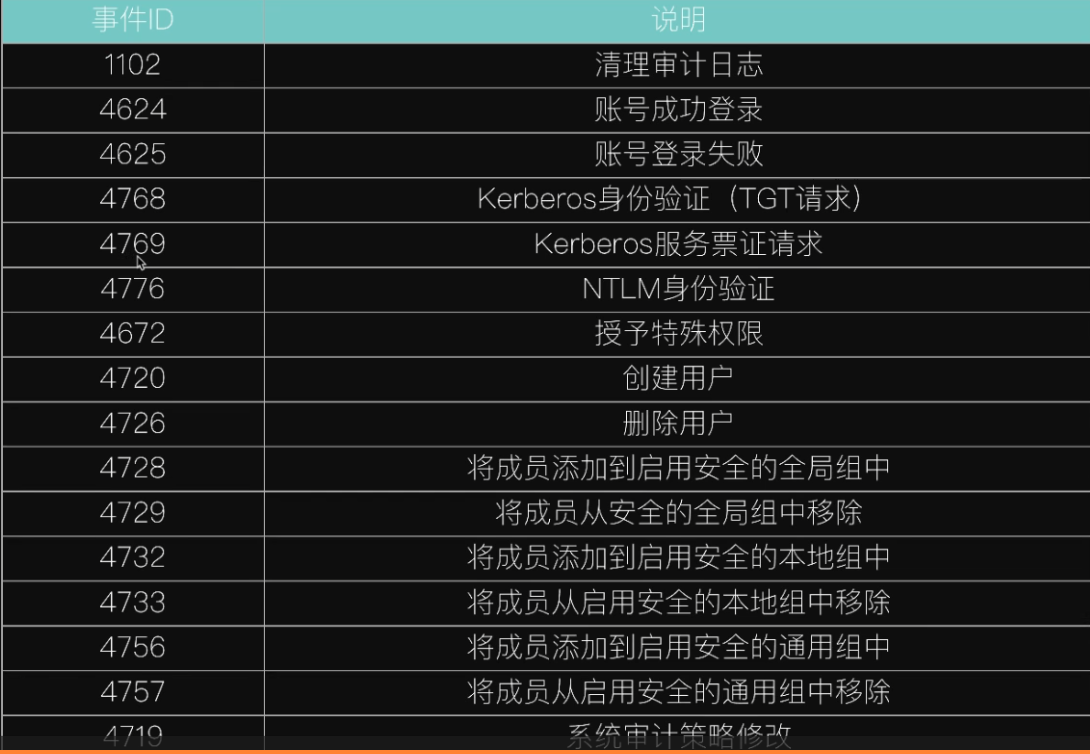 事件ID 说明
1102 清理审计日志
4624 账号成功登录
4625 账号登录失败
4768 Kerberos身份验证（TGT请求）
4769 Kerberos服务票证请求
4776 NTLM身份验证
4672 授予特殊权限
4720 创建用户
4726 删除用户
4728 将成员添加到启用安全的全局组中
4729 将成员从安全的全局组中移除
4732 将成员添加到启用安全的本地组中
4733 将成员从启用安全的本地组中移除
4756 将成员添加到启用安全的通用组中
4757 将成员从启用安全的通用组中移除
4719 系统审计策略修改